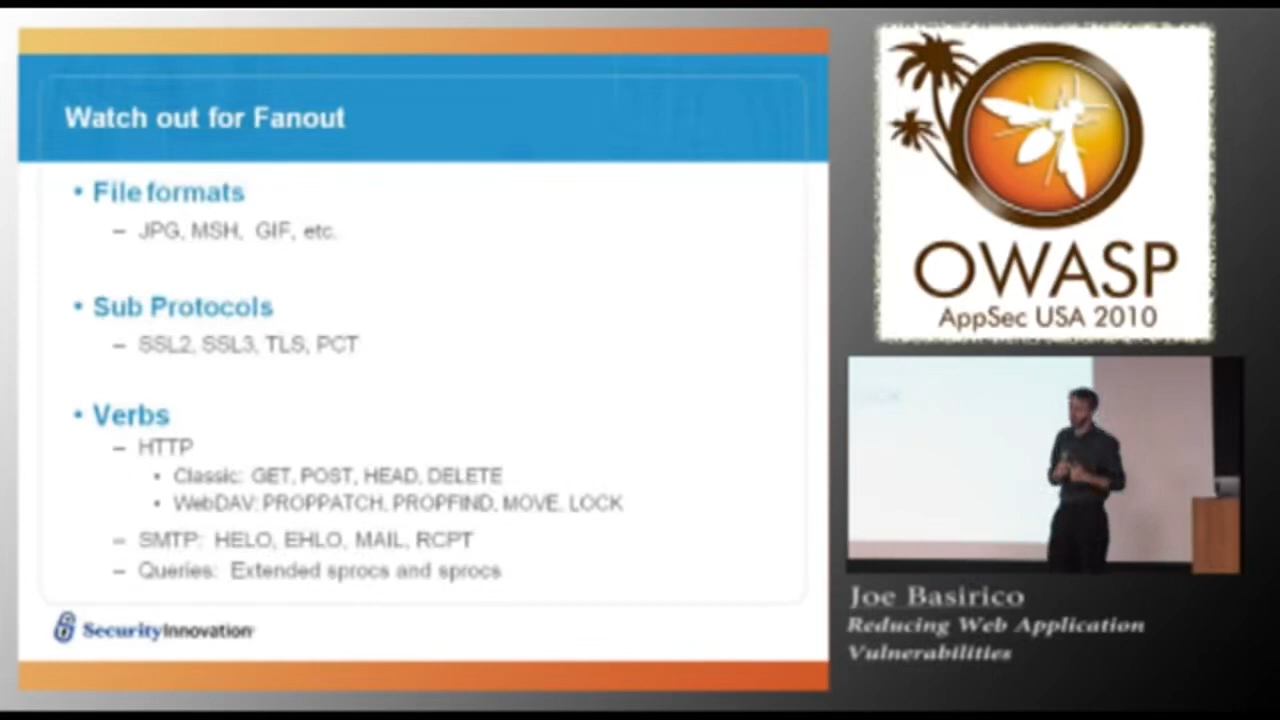 Watch out for Fanout
• File formats
– JPG, MSH, GIF, etc.
• Sub Protocols
– SSL2, SSL3, TLS, PCT
• Verbs
– HTTP
• Classic: GET, POST, HEAD, DELETE
• WebDAV: PROPPATCH, PROPFIND, MOVE, LOCK
– SMTP: HELO, EHLO, MAIL, RCPT
– Queries: Extended sprocs and sprocs
SecurityInnovation
OWASP
AppSec USA 2010
Joe Basirico
Reducing Web Application
Vulnerabilities